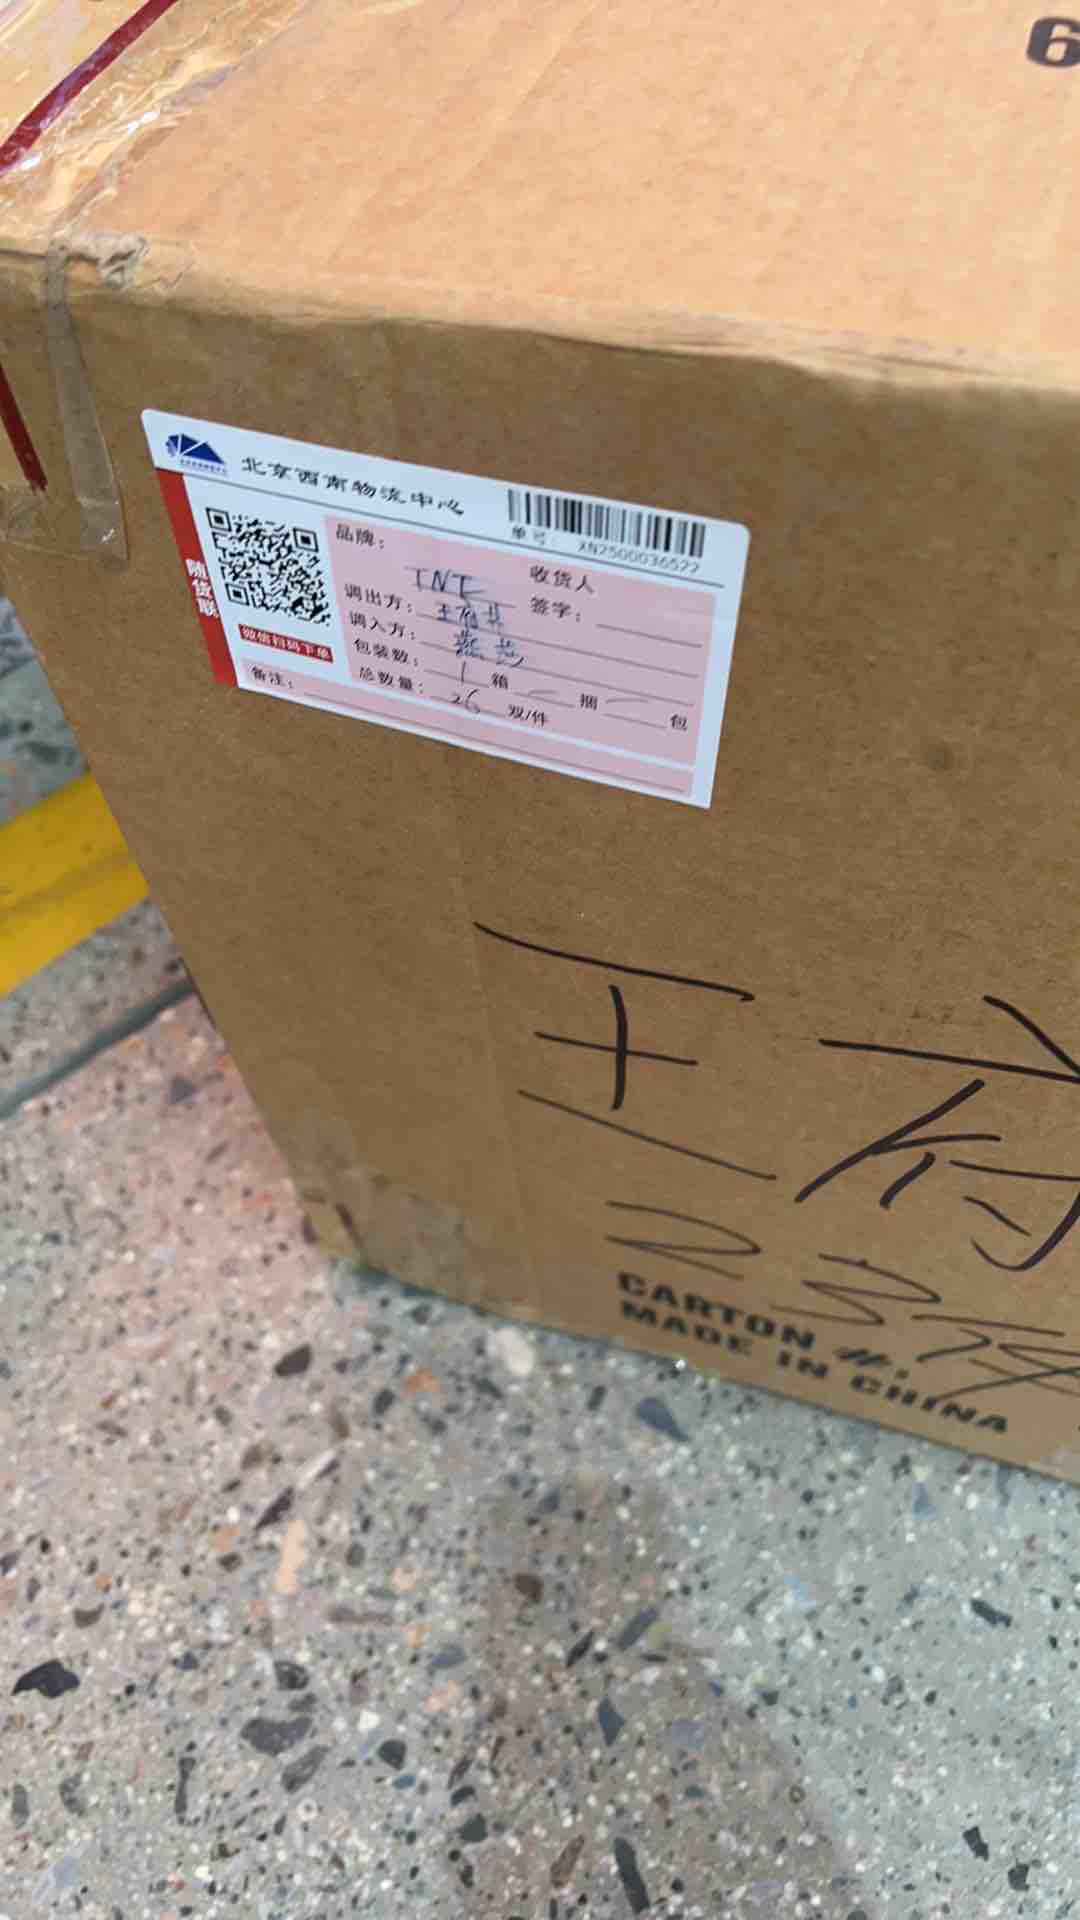 6
北京西南物流中心
单号: XN2500036522
随货联
微信扫码下单
品牌: TNF
收货人
签字:
调出方: 王府井
调入方: 燕莎
包装数: 1 箱 捆 包
总数量: 26 双/件
备注:
王府
2334
CARTON
MADE IN CHINA